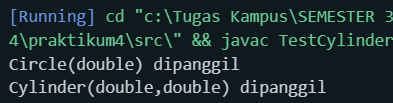 [Running] cd "c:\Tugas Kampus\SEMESTER 3
4\praktikum4\src\" && javac TestCylinder
Circle(double) dipanggil
Cylinder(double,double) dipanggil